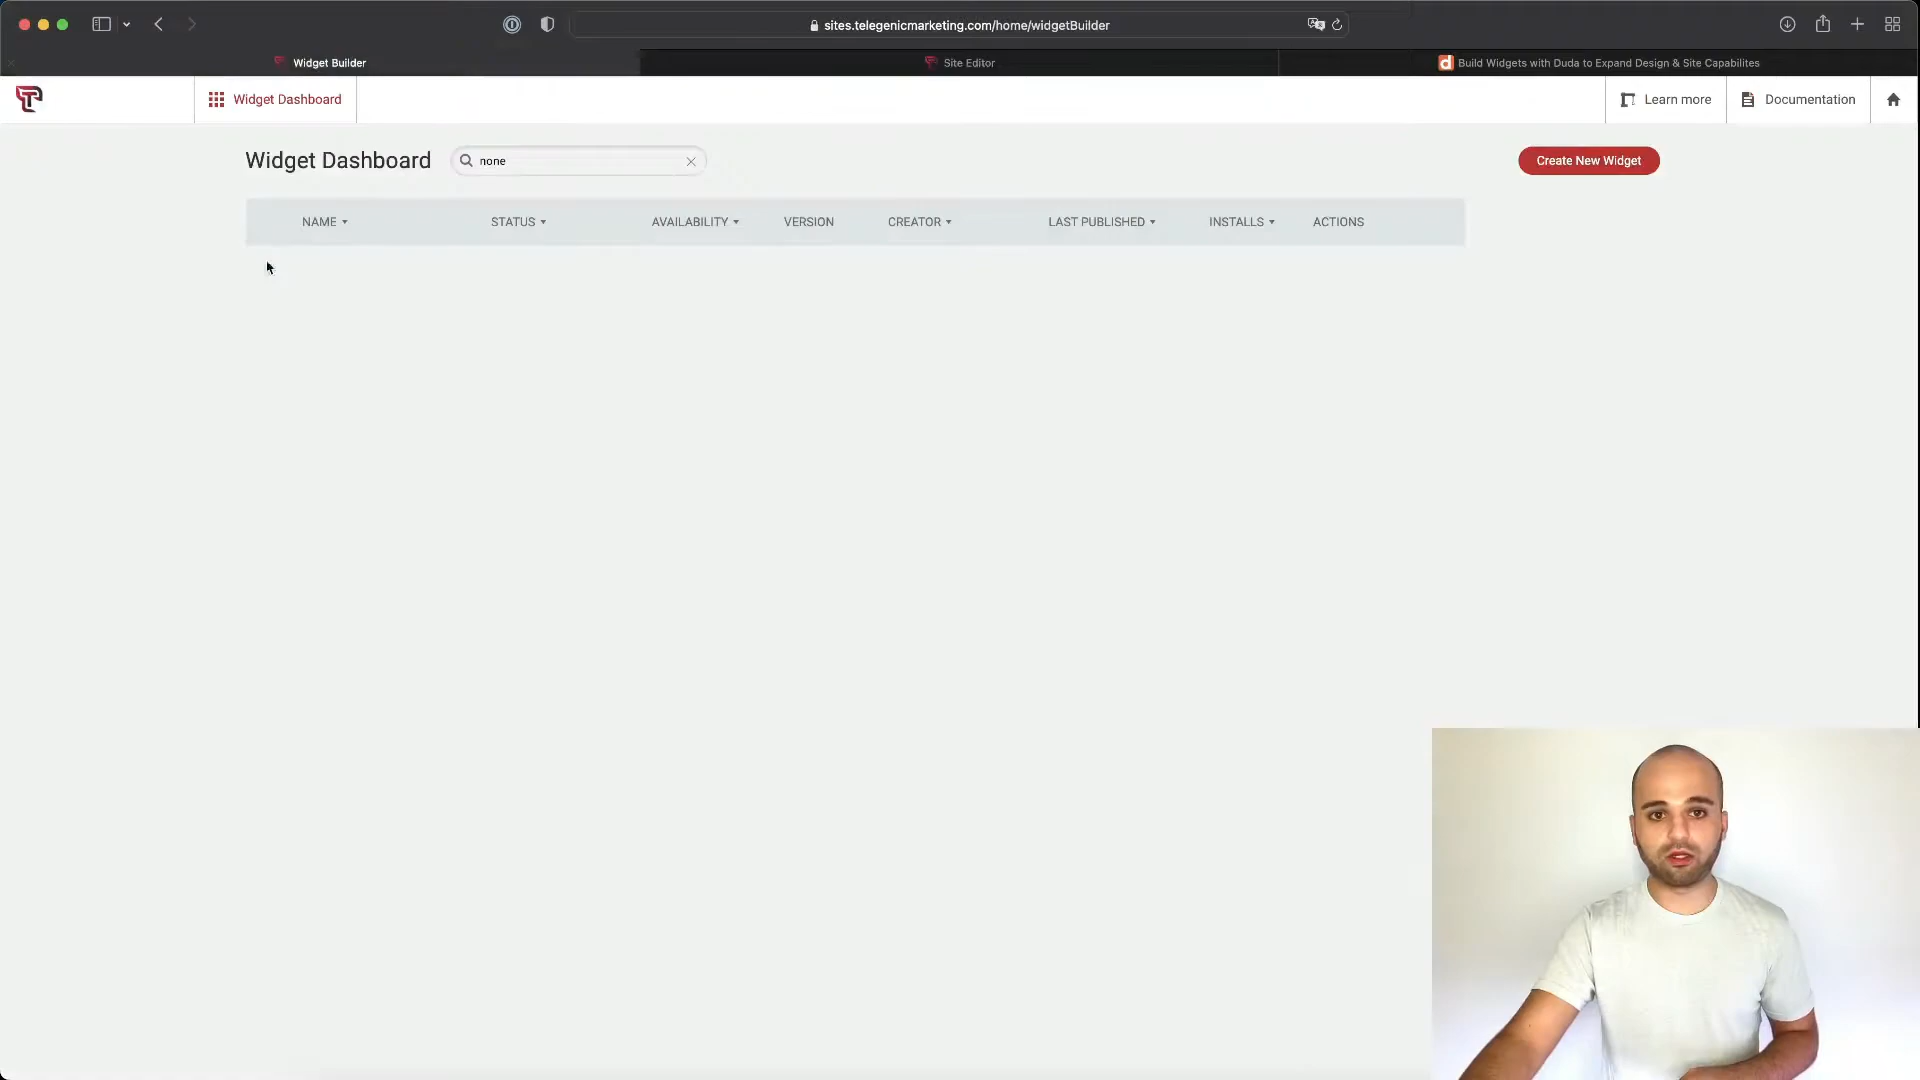 sites.telegenicmarketing.com/home/widgetBuilder
Widget Builder
Site Editor
Build Widgets with Duda to Expand Design & Site Capabilites
Widget Dashboard
Learn more
Documentation
Widget Dashboard
none
Create New Widget
NAME
STATUS
AVAILABILITY
VERSION
CREATOR
LAST PUBLISHED
INSTALLS
ACTIONS